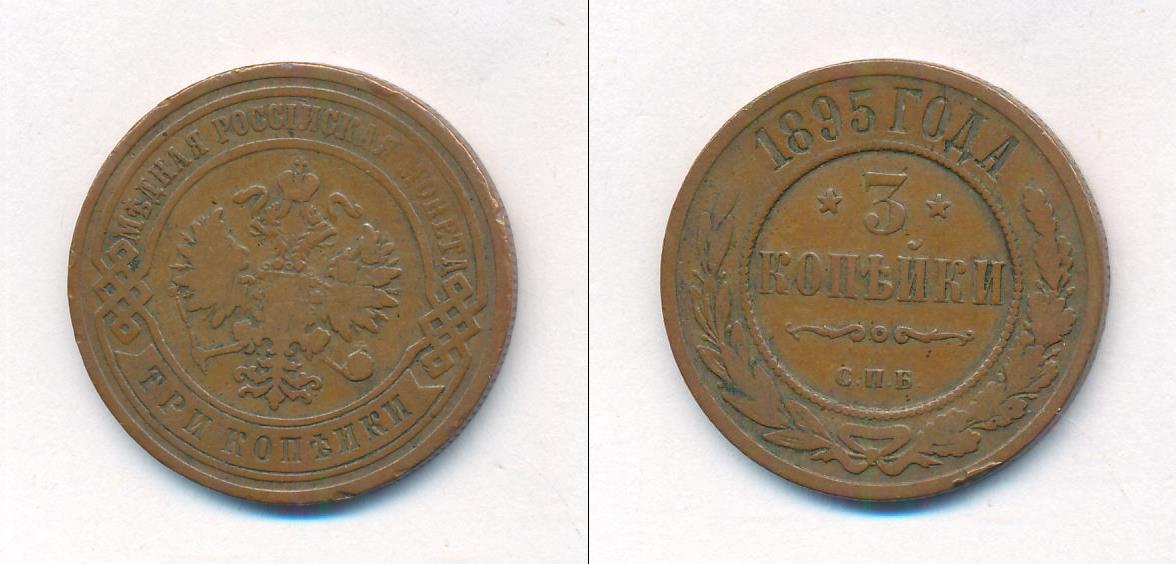 МѢДНАЯ РОССІЙСКАЯ МОНЕТА
ТРИ КОПѢЙКИ
1895 ГОДА
3
КОПѢЙКИ
С.П.Б.